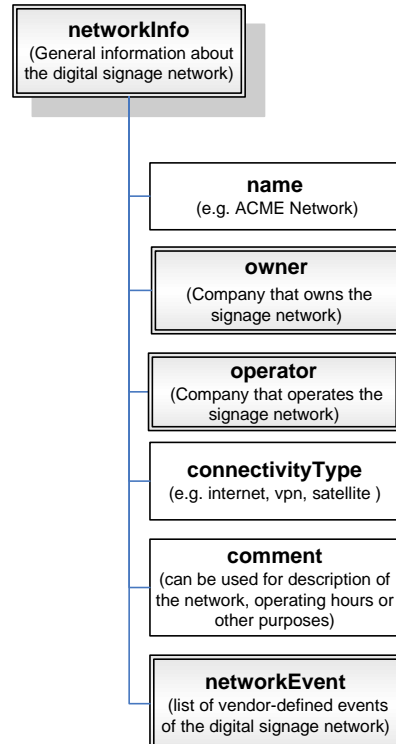 networkInfo
(General information about
the digital signage network)
name
(e.g. ACME Network)
owner
(Company that owns the
signage network)
operator
(Company that operates the
signage network)
connectivityType
(e.g. internet, vpn, satellite )
comment
(can be used for description of
the network, operating hours or
other purposes)
networkEvent
(list of vendor-defined events
of the digital signage network)